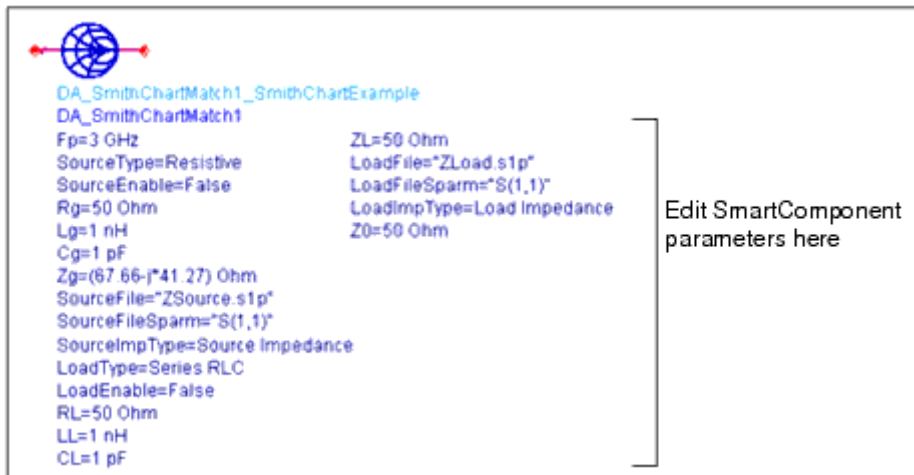 DA_SmithChartMatch1_SmithChartExample
DA_SmithChartMatch1
Fp=3 GHz
SourceType=Resistive
SourceEnable=False
Rg=50 Ohm
Lg=1 nH
Cg=1 pF
Zg=(67.66-j*41.27) Ohm
SourceFile="ZSource.s1p"
SourceFileSparm="S(1,1)"
SourceImpType=Source Impedance
LoadType=Series RLC
LoadEnable=False
RL=50 Ohm
LL=1 nH
CL=1 pF
ZL=50 Ohm
LoadFile="ZLoad.s1p"
LoadFileSparm="S(1,1)"
LoadImpType=Load Impedance
Z0=50 Ohm
Edit SmartComponent
parameters here